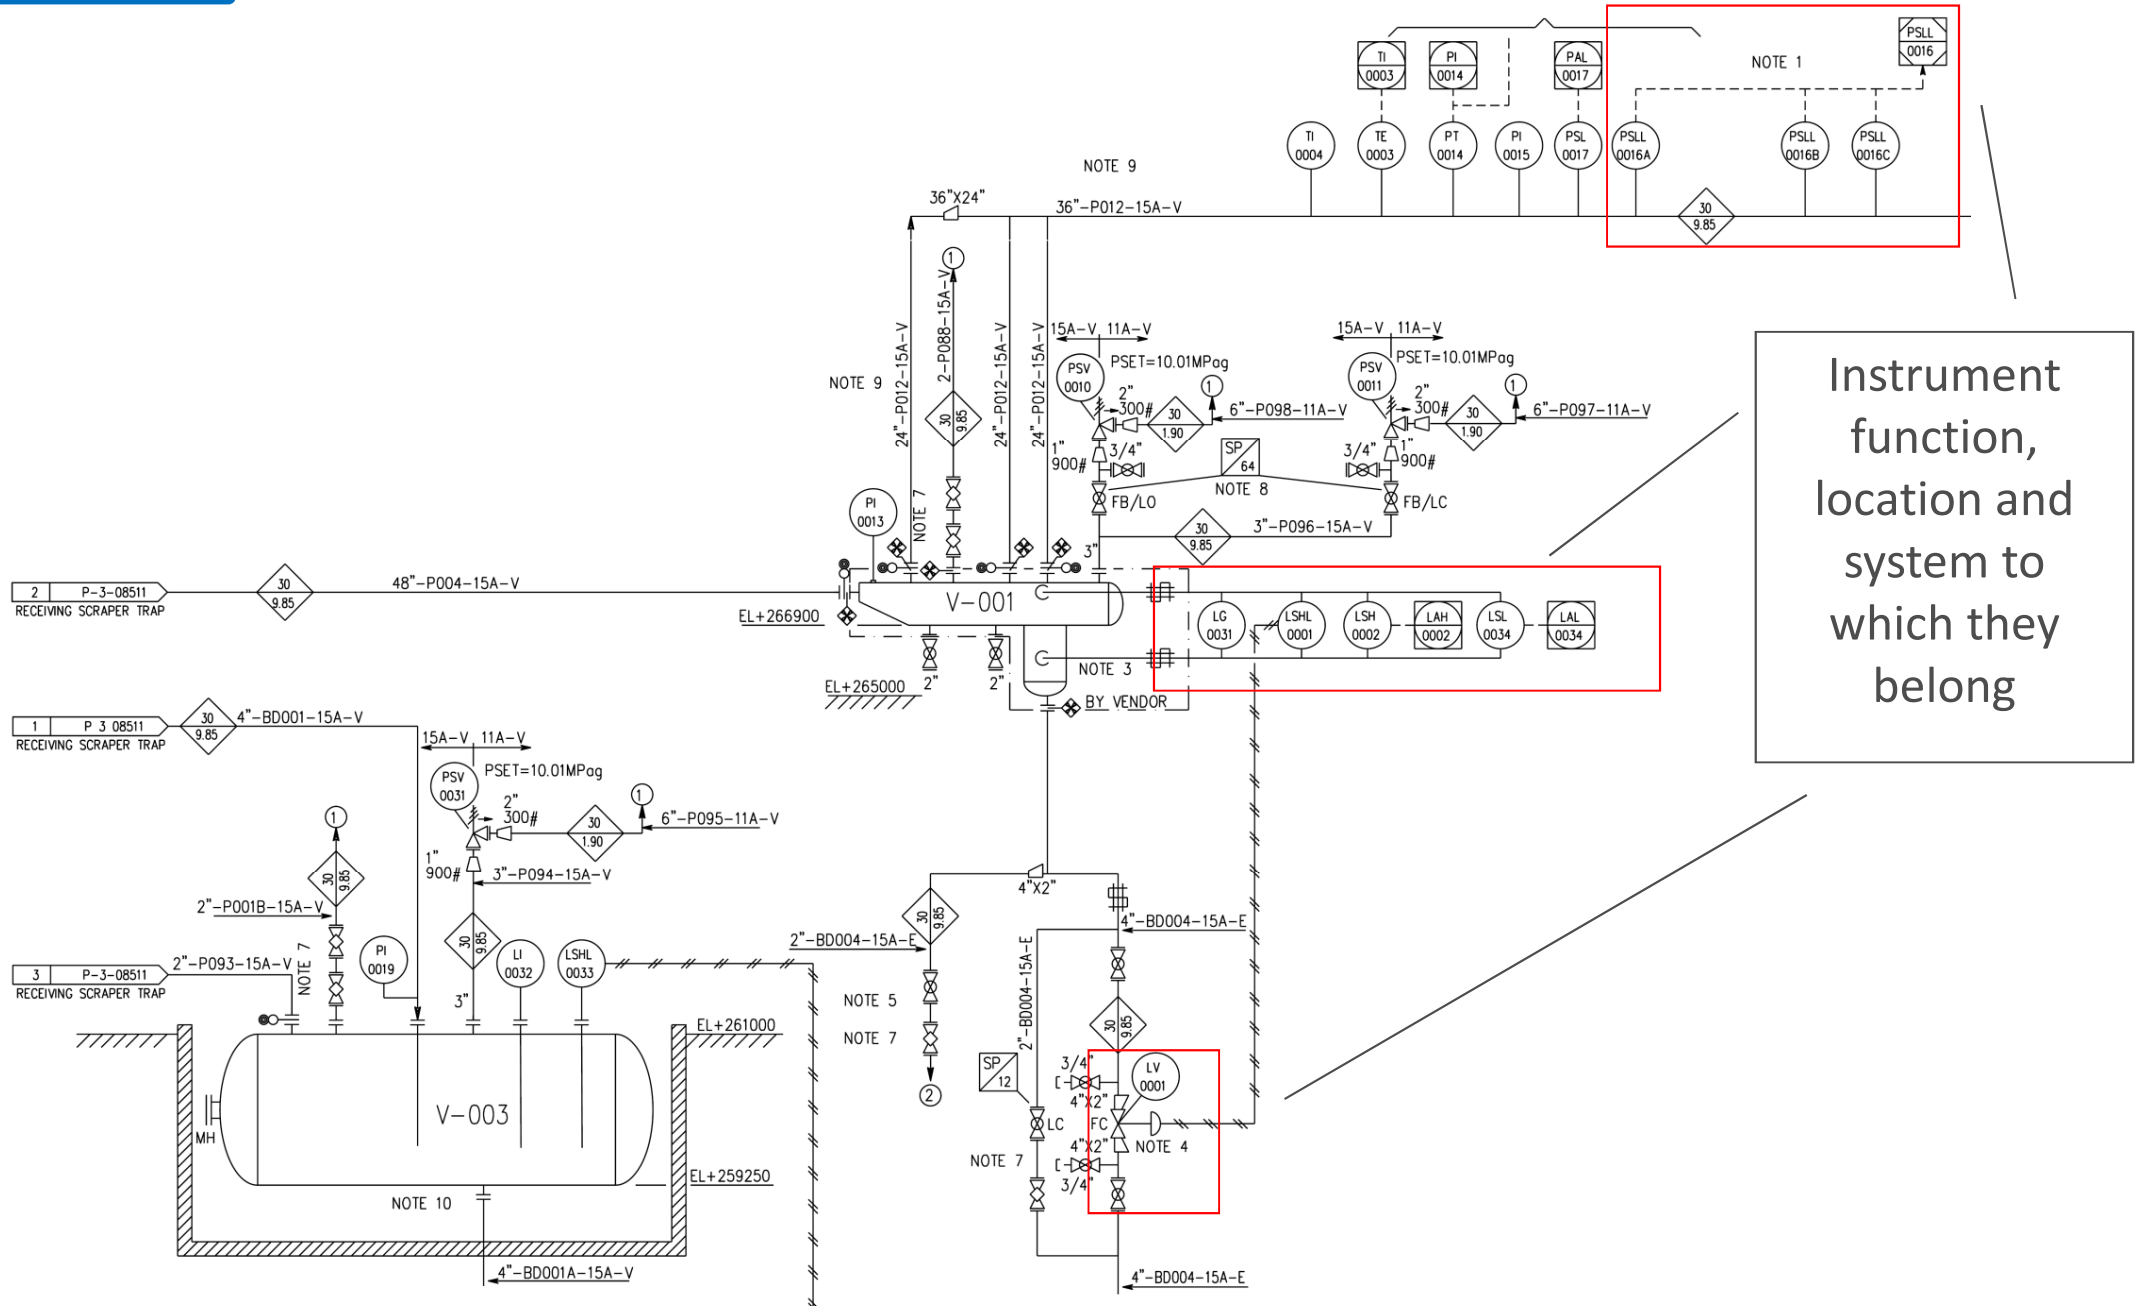 PSLL
0016
NOTE 1
TI
0003
PI
0014
PAL
0017
TI
0004
TE
0003
PT
0014
PI
0015
PSL
0017
PSLL
0016A
PSLL
0016B
PSLL
0016C
NOTE 9
36"X24"
36"-P012-15A-V
30
9.85
1
24"-P012-15A-V
2-P088-15A-V
24"-P012-15A-V
24"-P012-15A-V
NOTE 9
30
9.85
NOTE 7
15A-V 11A-V
PSV
0010
PSET=10.01MPag
2"
300#
30
1.90
1
6"-P098-11A-V
1"
900#
3/4"
FB/LO
SP
64
NOTE 8
15A-V 11A-V
PSV
0011
PSET=10.01MPag
2"
300#
30
1.90
1
6"-P097-11A-V
3/4"
1"
900#
FB/LC
30
9.85
3"-P096-15A-V
3"
PI
0013
2 P-3-08511
RECEIVING SCRAPER TRAP
30
9.85
48"-P004-15A-V
EL+266900
V-001
LG
0031
LSHL
0001
LSH
0002
LAH
0002
LSL
0034
LAL
0034
NOTE 3
2"
2"
EL+265000
BY VENDOR
Instrument
function,
location and
system to
which they
belong
1 P 3 08511
RECEIVING SCRAPER TRAP
30
9.85
4"-BD001-15A-V
15A-V 11A-V
PSV
0031
PSET=10.01MPag
2"
300#
30
1.90
1
6"-P095-11A-V
1"
900#
3"-P094-15A-V
30
9.85
3"
1
30
9.85
2"-P001B-15A-V
NOTE 7
PI
0019
LI
0032
LSHL
0033
3 P-3-08511
RECEIVING SCRAPER TRAP
2"-P093-15A-V
EL+261000
V-003
MH
EL+259250
NOTE 10
4"-BD001A-15A-V
4"X2"
30
9.85
2"-BD004-15A-E
NOTE 5
NOTE 7
2
4"-BD004-15A-E
2"-BD004-15A-E
30
9.85
SP
12
3/4"
LV
0001
4"X2"
LC
FC
NOTE 4
4"X2"
NOTE 7
3/4"
4"-BD004-15A-E